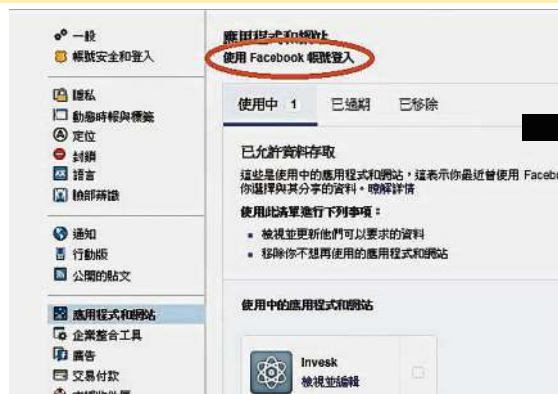 一般
帳號安全和登入
隱私
動態時報與標籤
定位
封鎖
語言
臉部辨識
通知
行動版
公開的貼文
應用程式和網站
企業整合工具
廣告
交易付款
應用程式和網站
使用 Facebook 帳號登入
使用中 1 已過期 已移除
已允許資料存取
這些是使用中的應用程式和網站，這表示你最近曾使用 Facebo
你選擇與其分享的資料。瞭解詳情
使用此清單進行下列事項：
檢視並更新他們可以要求的資料
移除你不想再使用的應用程式和網站
使用中的應用程式和網站
Invesk
檢視並編輯